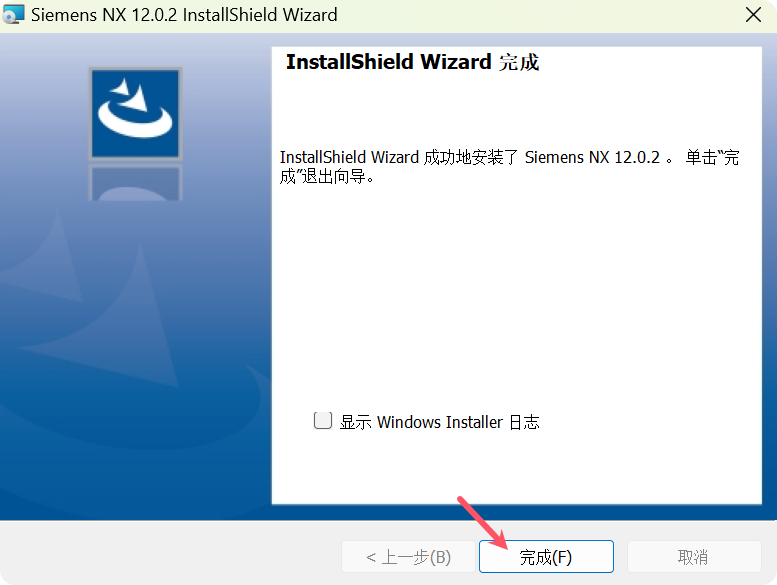 Siemens NX 12.0.2 InstallShield Wizard
InstallShield Wizard 完成
InstallShield Wizard 成功地安装了 Siemens NX 12.0.2 。 单击“完
成”退出向导。
显示 Windows Installer 日志
< 上一步(B)
完成(F)
取消